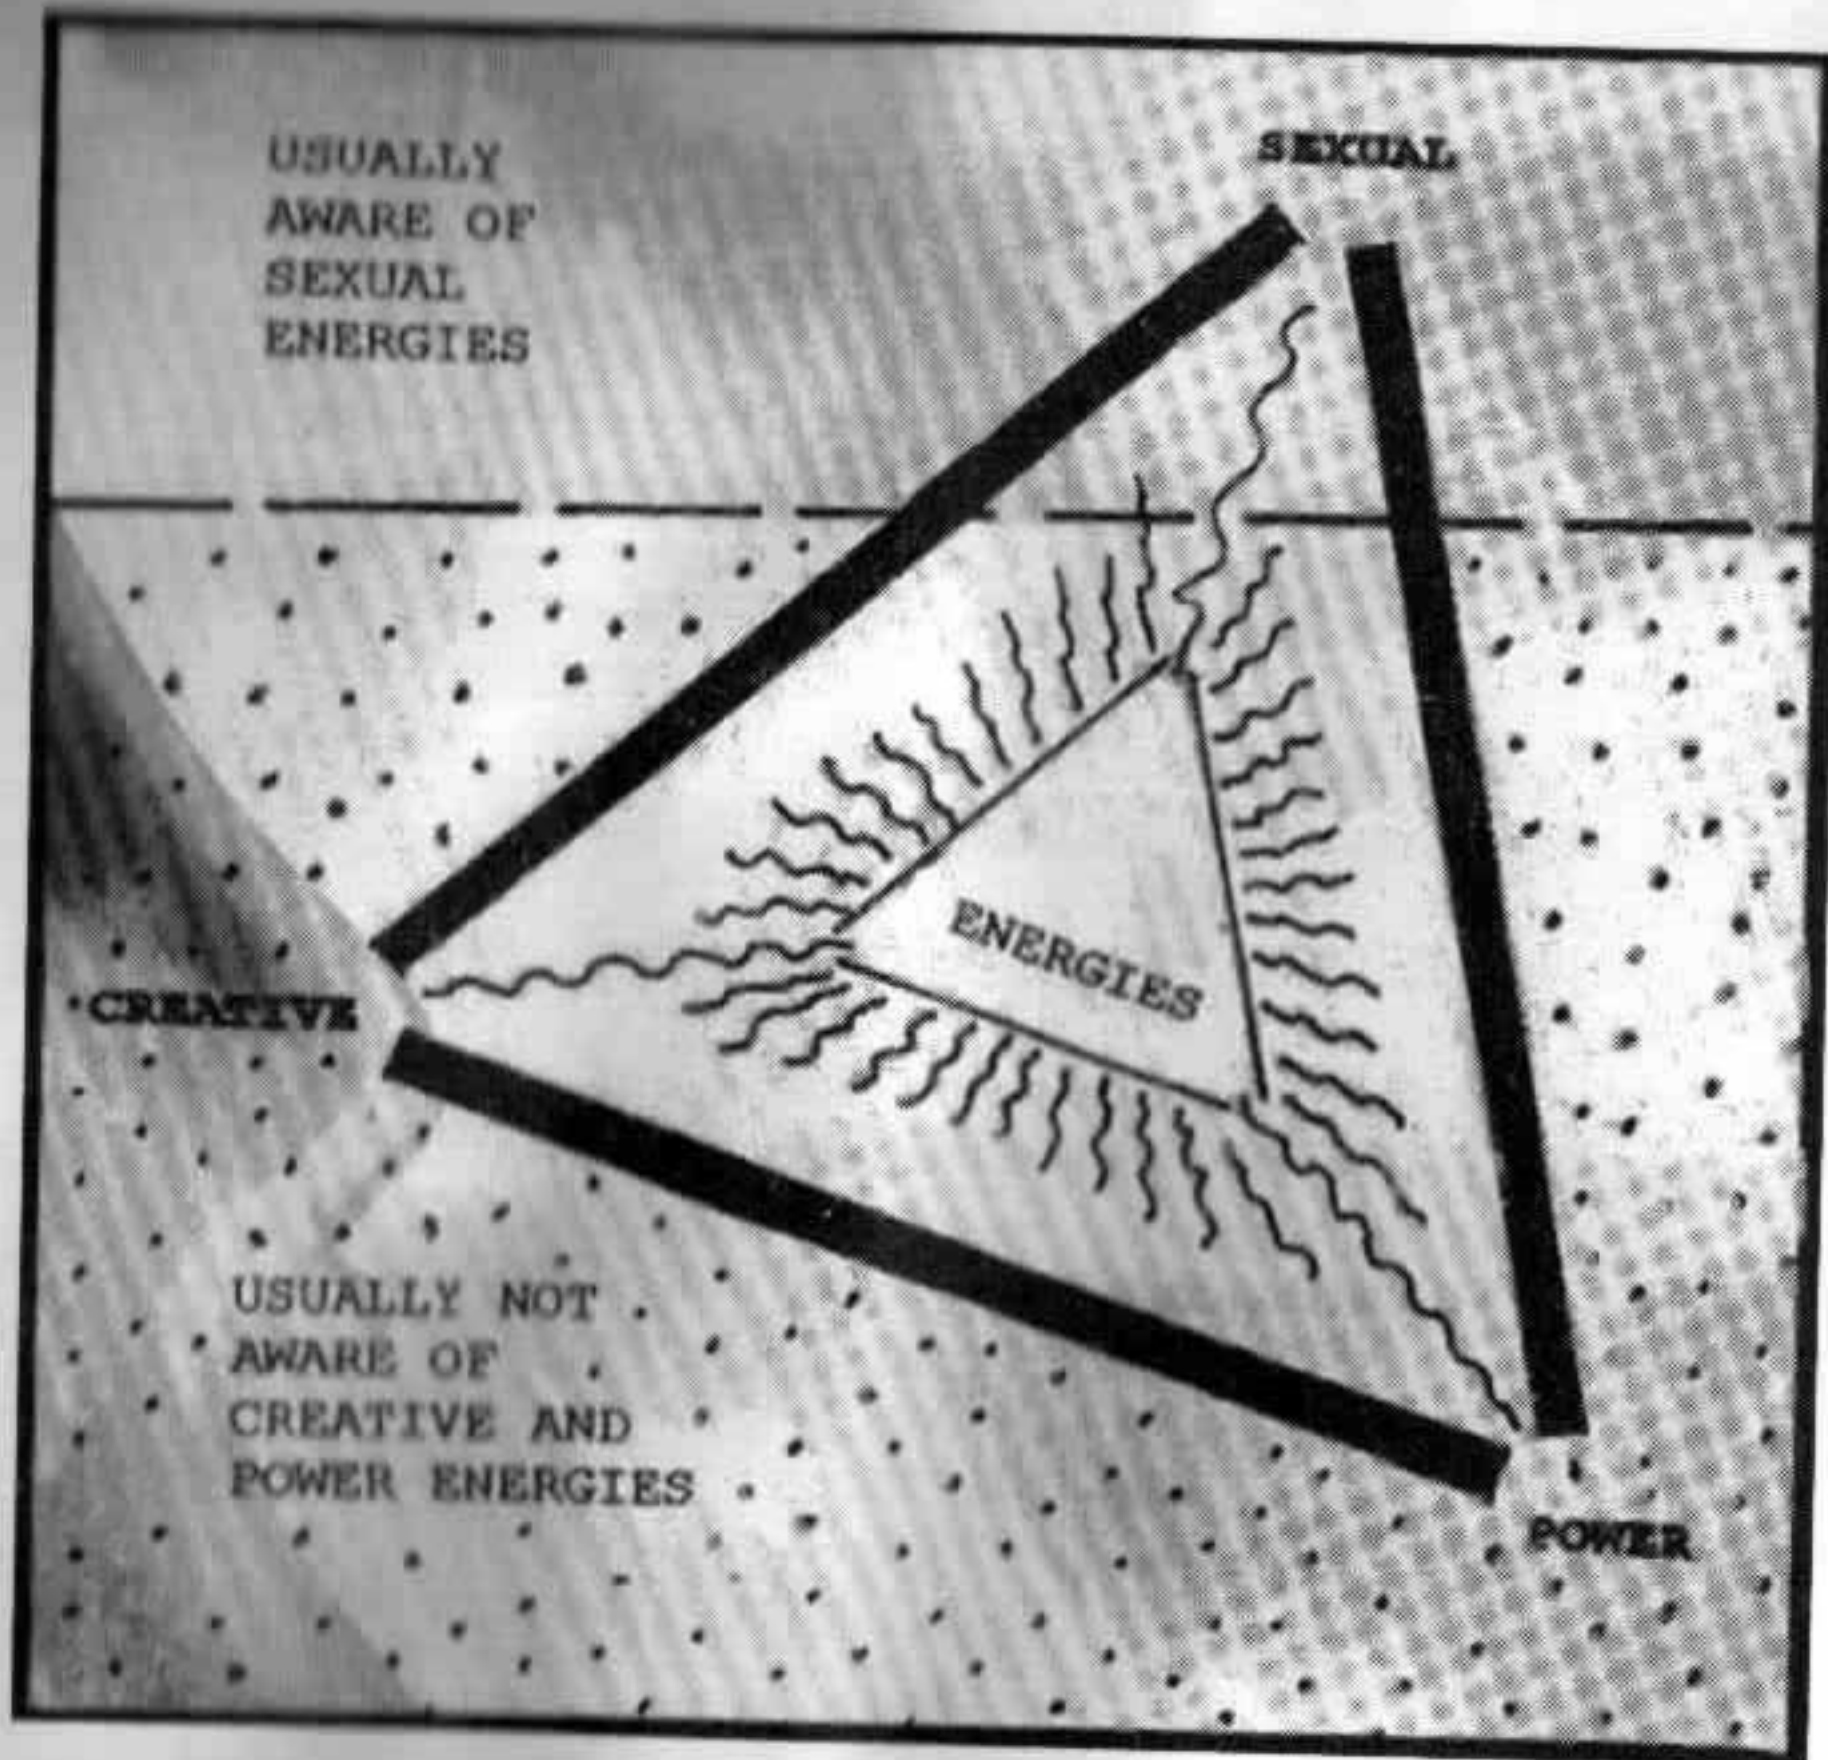 USUALLY
AWARE OF
SEXUAL
ENERGIES
SEXUAL
ENERGIES
CREATIVE
USUALLY NOT
AWARE OF
CREATIVE AND
POWER ENERGIES
POWER